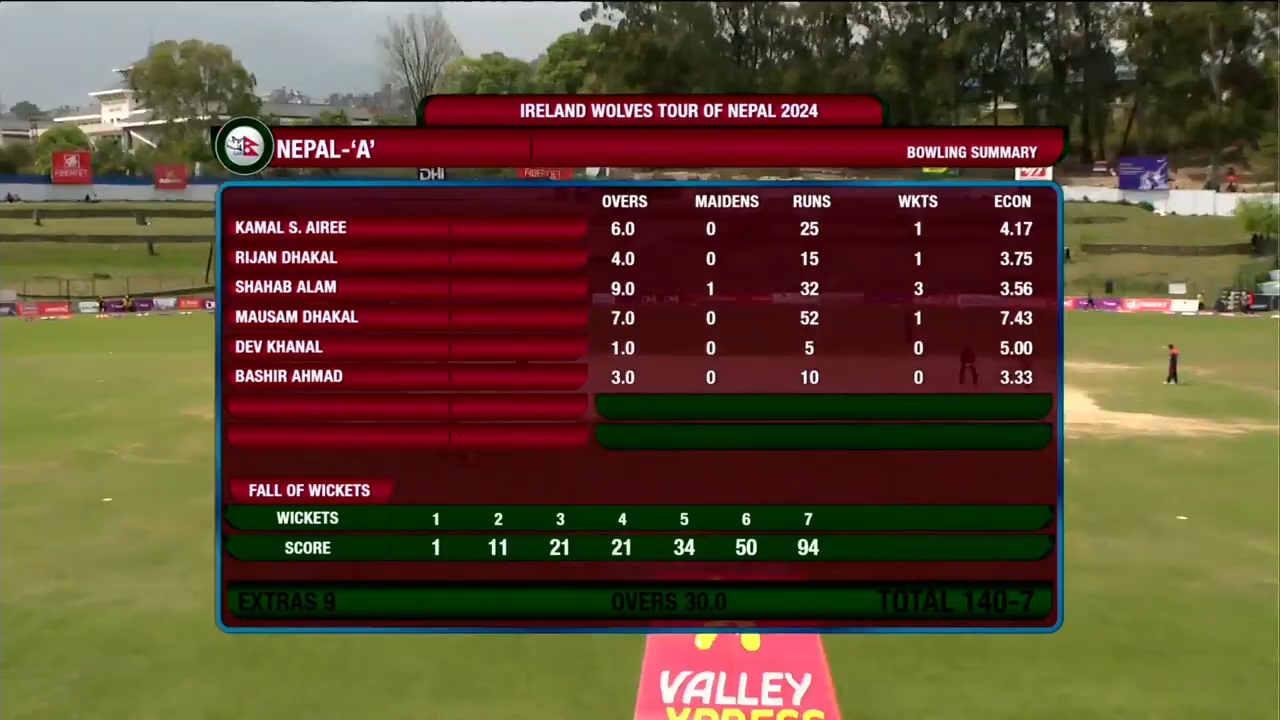 IRELAND WOLVES TOUR OF NEPAL 2024
NEPAL-‘A’
BOWLING SUMMARY
DHI
FIBERNET
OVERS MAIDENS RUNS WKTS ECON
KAMAL S. AIREE 6.0 0 25 1 4.17
RIJAN DHAKAL 4.0 0 15 1 3.75
SHAHAB ALAM 9.0 1 32 3 3.56
MAUSAM DHAKAL 7.0 0 52 1 7.43
DEV KHANAL 1.0 0 5 0 5.00
BASHIR AHMAD 3.0 0 10 0 3.33
FALL OF WICKETS
WICKETS 1 2 3 4 5 6 7
SCORE 1 11 21 21 34 50 94
EXTRAS 9 OVERS 30.0 TOTAL 140-7
VALLEY
XPRESS